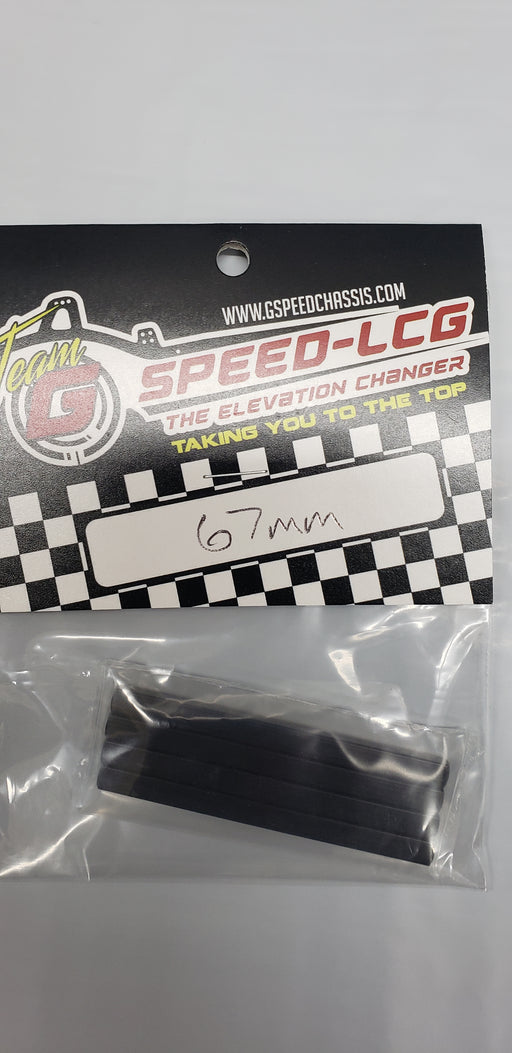 WWW.GSPEEDCHASSIS.COM
Team
G
SPEED-LCG
THE ELEVATION CHANGER
TAKING YOU TO THE TOP
67mm